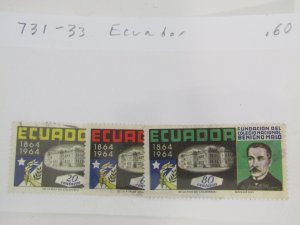 731-33 Ecuador .60
ECUADOR
1864
1964
20
ECUADOR
1864
1964
6
ECUADOR
1864
1964
80
FUNDACION DEL
COLEGIO NACIONAL
BENIGNO MALO